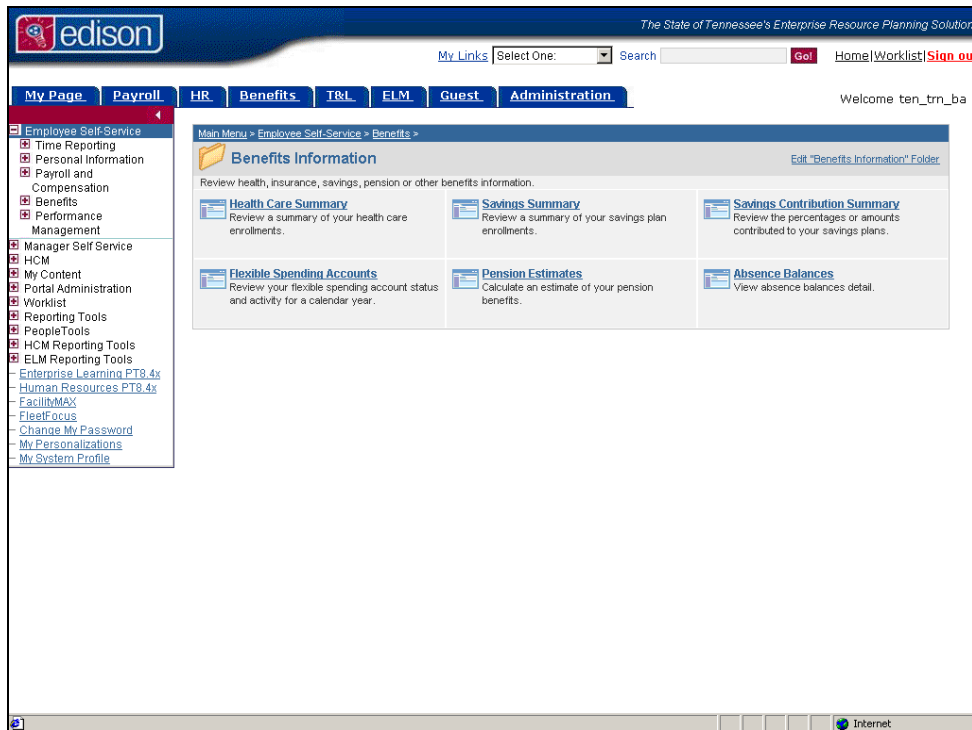 edison
The State of Tennessee's Enterprise Resource Planning Solution
My Links Select One: Search Go! Home|Worklist|Sign ou
My Page Payroll HR Benefits T&L ELM Guest Administration
Welcome ten_trn_ba
Employee Self-Service
Time Reporting
Personal Information
Payroll and
Compensation
Benefits
Performance
Management
Manager Self Service
HCM
My Content
Portal Administration
Worklist
Reporting Tools
PeopleTools
HCM Reporting Tools
ELM Reporting Tools
Enterprise Learning PT8.4x
Human Resources PT8.4x
FacilityMAX
FleetFocus
Change My Password
My Personalizations
My System Profile
Main Menu > Employee Self-Service > Benefits >
Benefits Information
Edit "Benefits Information" Folder
Review health, insurance, savings, pension or other benefits information.
Health Care Summary
Review a summary of your health care
enrollments.
Savings Summary
Review a summary of your savings plan
enrollments.
Savings Contribution Summary
Review the percentages or amounts
contributed to your savings plans.
Flexible Spending Accounts
Review your flexible spending account status
and activity for a calendar year.
Pension Estimates
Calculate an estimate of your pension
benefits.
Absence Balances
View absence balances detail.
Internet